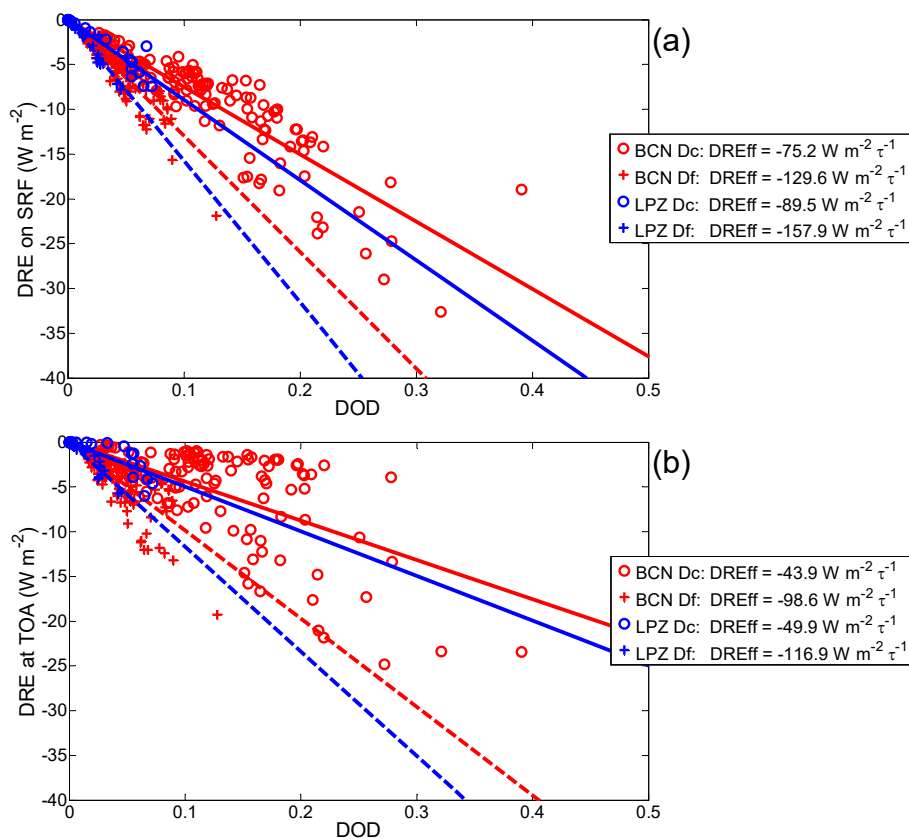 (a)
0
-5
-10
-15
-20
-25
-30
-35
-40
DRE on SRF (W m⁻²)
0 0.1 0.2 0.3 0.4 0.5
DOD
BCN Dc: DREff = -75.2 W m⁻² τ⁻¹
BCN Df: DREff = -129.6 W m⁻² τ⁻¹
LPZ Dc: DREff = -89.5 W m⁻² τ⁻¹
LPZ Df: DREff = -157.9 W m⁻² τ⁻¹
(b)
0
-5
-10
-15
-20
-25
-30
-35
-40
DRE at TOA (W m⁻²)
0 0.1 0.2 0.3 0.4 0.5
DOD
BCN Dc: DREff = -43.9 W m⁻² τ⁻¹
BCN Df: DREff = -98.6 W m⁻² τ⁻¹
LPZ Dc: DREff = -49.9 W m⁻² τ⁻¹
LPZ Df: DREff = -116.9 W m⁻² τ⁻¹